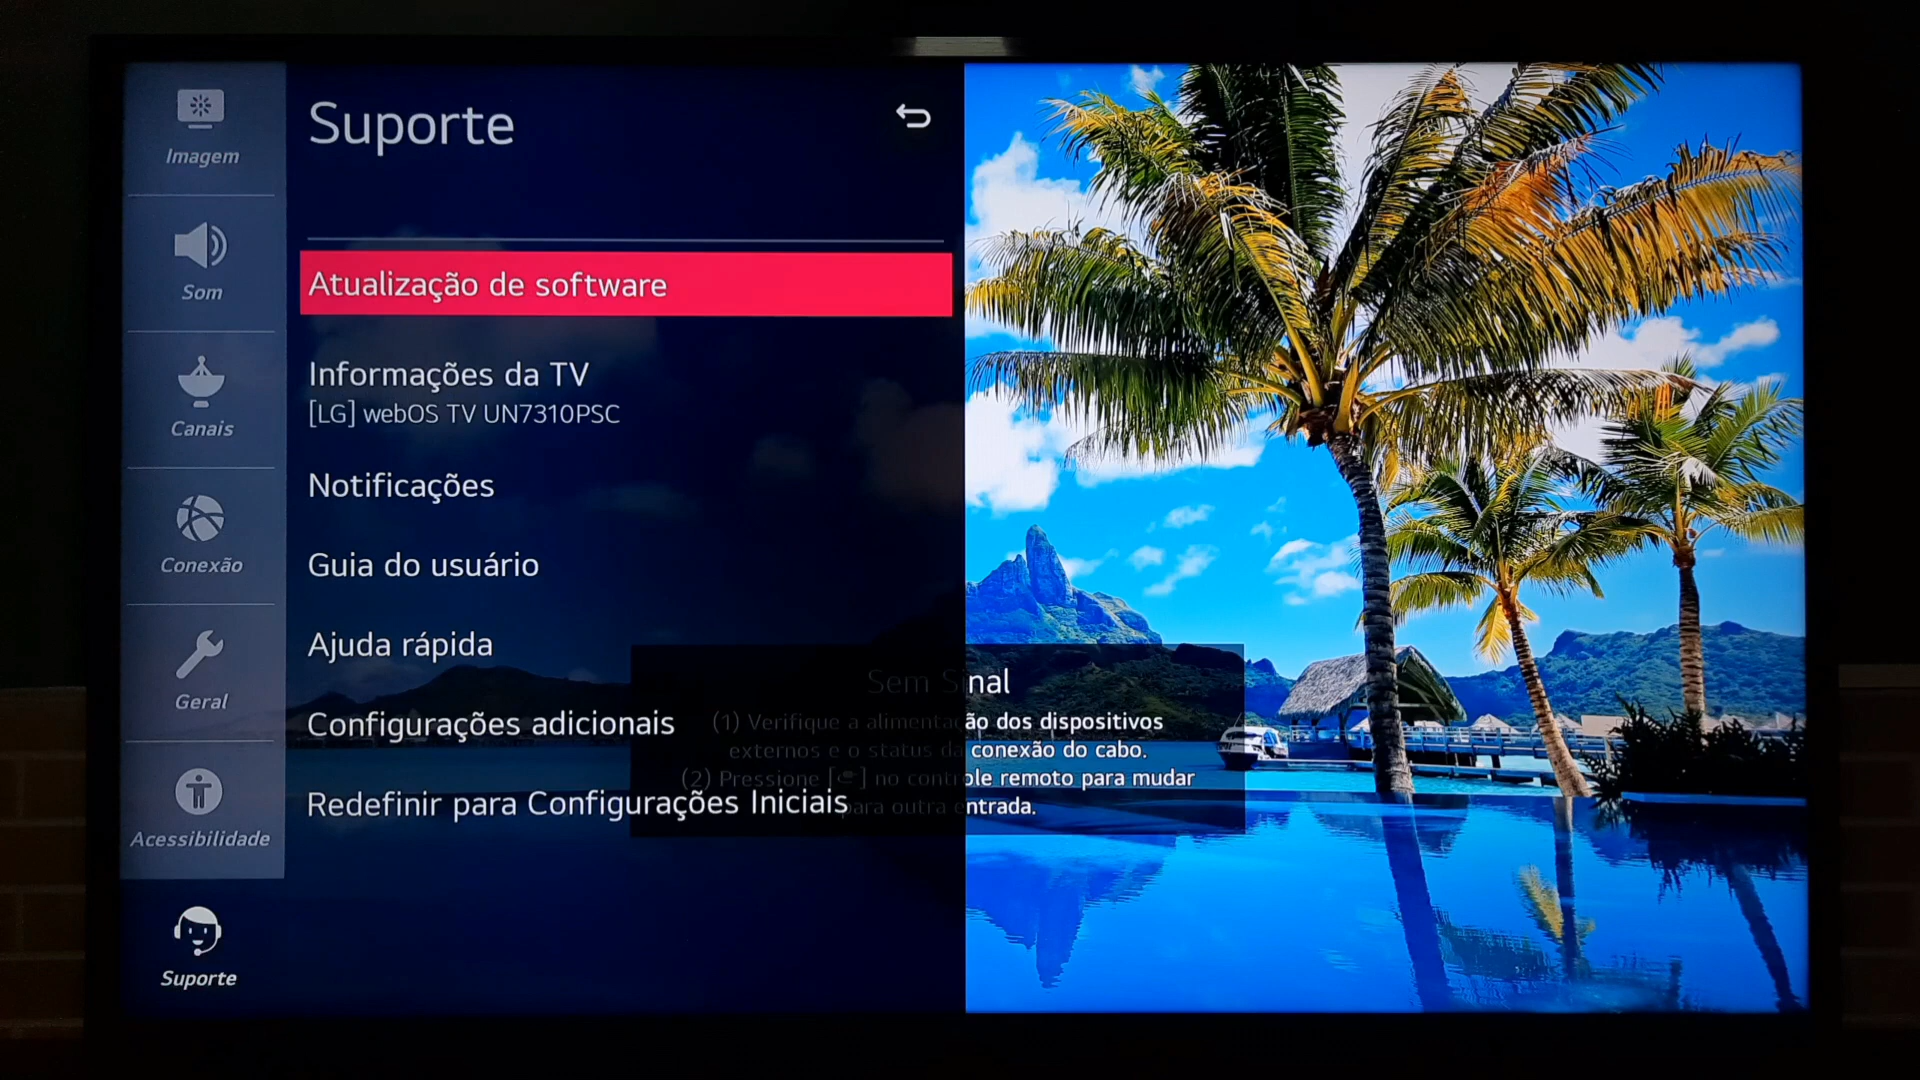 Imagem
Som
Canais
Conexão
Geral
Acessibilidade
Suporte
Suporte
Atualização de software
Informações da TV
[LG] webOS TV UN7310PSC
Notificações
Guia do usuário
Ajuda rápida
Configurações adicionais
Redefinir para Configurações Iniciais
Sem Sinal
(1) Verifique a alimentação dos dispositivos
externos e o status da conexão do cabo.
(2) Pressione [ ] no controle remoto para mudar
para outra entrada.